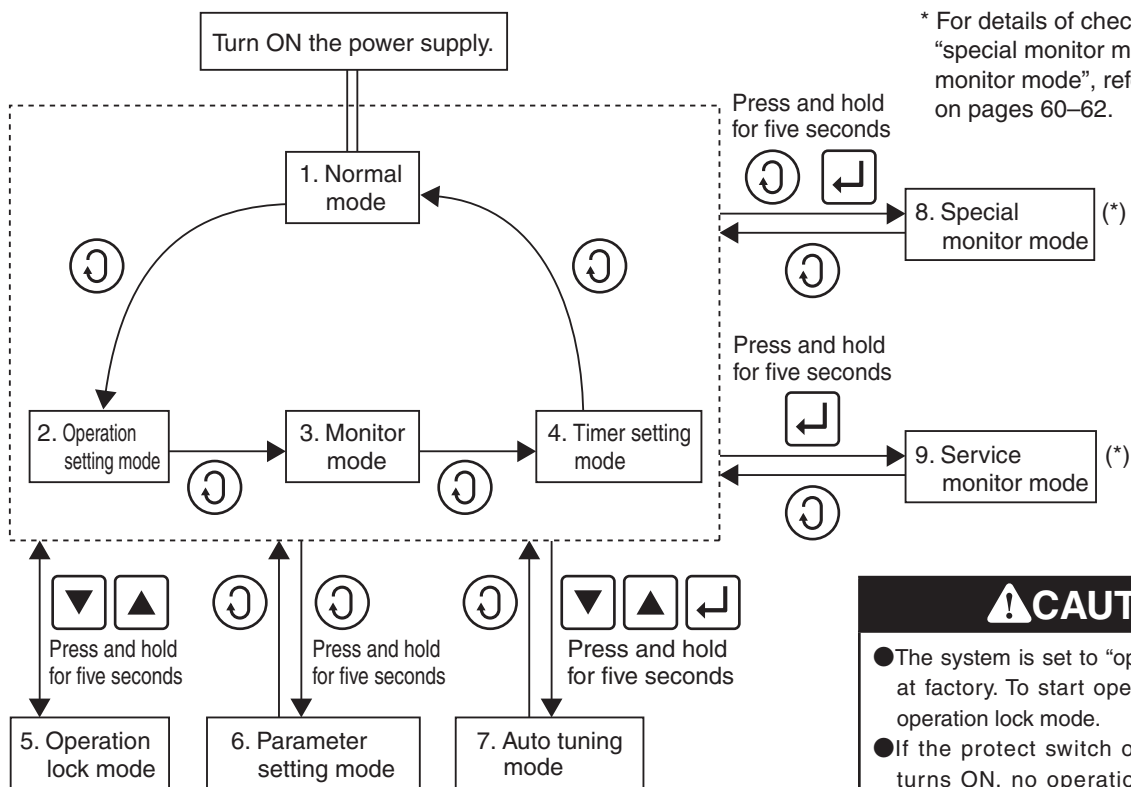 Turn ON the power supply.
* For details of chec
"special monitor m
monitor mode", ref
on pages 60–62.
Press and hold
for five seconds
1. Normal
mode
8. Special
monitor mode
(*)
Press and hold
for five seconds
2. Operation
setting mode
3. Monitor
mode
4. Timer setting
mode
9. Service
monitor mode
(*)
Press and hold
for five seconds
Press and hold
for five seconds
Press and hold
for five seconds
5. Operation
lock mode
6. Parameter
setting mode
7. Auto tuning
mode
CAUT
●The system is set to "op
at factory. To start ope
operation lock mode.
●If the protect switch o
turns ON, no operation